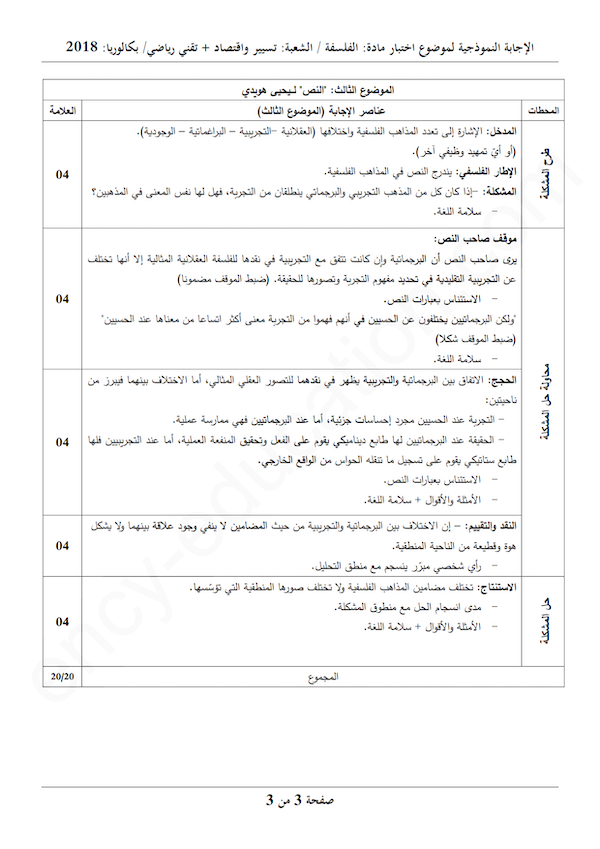 الإجابة النموذجية لموضوع اختبار مادة: الفلسفة / الشعبة: تسيير واقتصاد + تقني رياضي/ بكالوريا: 2018
الموضوع الثالث: "النص" لـيحيى هويدي
المحطات
عناصر الإجابة (الموضوع الثالث)
العلامة
طرح المشكلة
المدخل: الإشارة إلى تعدد المذاهب الفلسفية واختلافها (العقلانية –التجريبية – البراغماتية – الوجودية).
(أو أيّ تمهيد وظيفي آخر).
الإطار الفلسفي: يندرج النص في المذاهب الفلسفية.
المشكلة: –إذا كان كل من المذهب التجريبي والبرجماتي ينطلقان من التجربة، فهل لها نفس المعنى في المذهبين؟
– سلامة اللغة.
04
محاولة حل المشكلة
موقف صاحب النص:
يرى صاحب النص أن البرجماتية وإن كانت تتفق مع التجريبية في نقدها للفلسفة العقلانية المثالية إلا أنها تختلف
عن التجريبية التقليدية في تحديد مفهوم التجربة وتصورها للحقيقة. (ضبط الموقف مضمونا)
– الاستئناس بعبارات النص.
"ولكن البرجماتيين يختلفون عن الحسيين في أنهم فهموا من التجربة معنى أكثر اتساعا من معناها عند الحسيين"
(ضبط الموقف شكلا)
– سلامة اللغة.
04
الحجج: الاتفاق بين البرجماتية والتجريبية يظهر في نقدهما للتصور العقلي المثالي، أما الاختلاف بينهما فيبرز من
ناحيتين:
– التجربة عند الحسيين مجرد إحساسات جزئية، أما عند البرجماتيين فهي ممارسة عملية.
– الحقيقة عند البرجماتيين لها طابع ديناميكي يقوم على الفعل وتحقيق المنفعة العملية، أما عند التجريبيين فلها
طابع ستاتيكي يقوم على تسجيل ما تنقله الحواس من الواقع الخارجي.
– الاستئناس بعبارات النص.
– الأمثلة والأقوال + سلامة اللغة.
04
النقد والتقييم: – إن الاختلاف بين البرجماتية والتجريبية من حيث المضامين لا ينفي وجود علاقة بينهما ولا يشكل
هوة وقطيعة من الناحية المنطقية.
– رأي شخصي مبرّر ينسجم مع منطق التحليل.
04
حل المشكلة
الاستنتاج: تختلف مضامين المذاهب الفلسفية ولا تختلف صورها المنطقية التي تؤسّسها.
– مدى انسجام الحل مع منطوق المشكلة.
– الأمثلة والأقوال + سلامة اللغة.
04
المجموع
20/20
صفحة 3 من 3